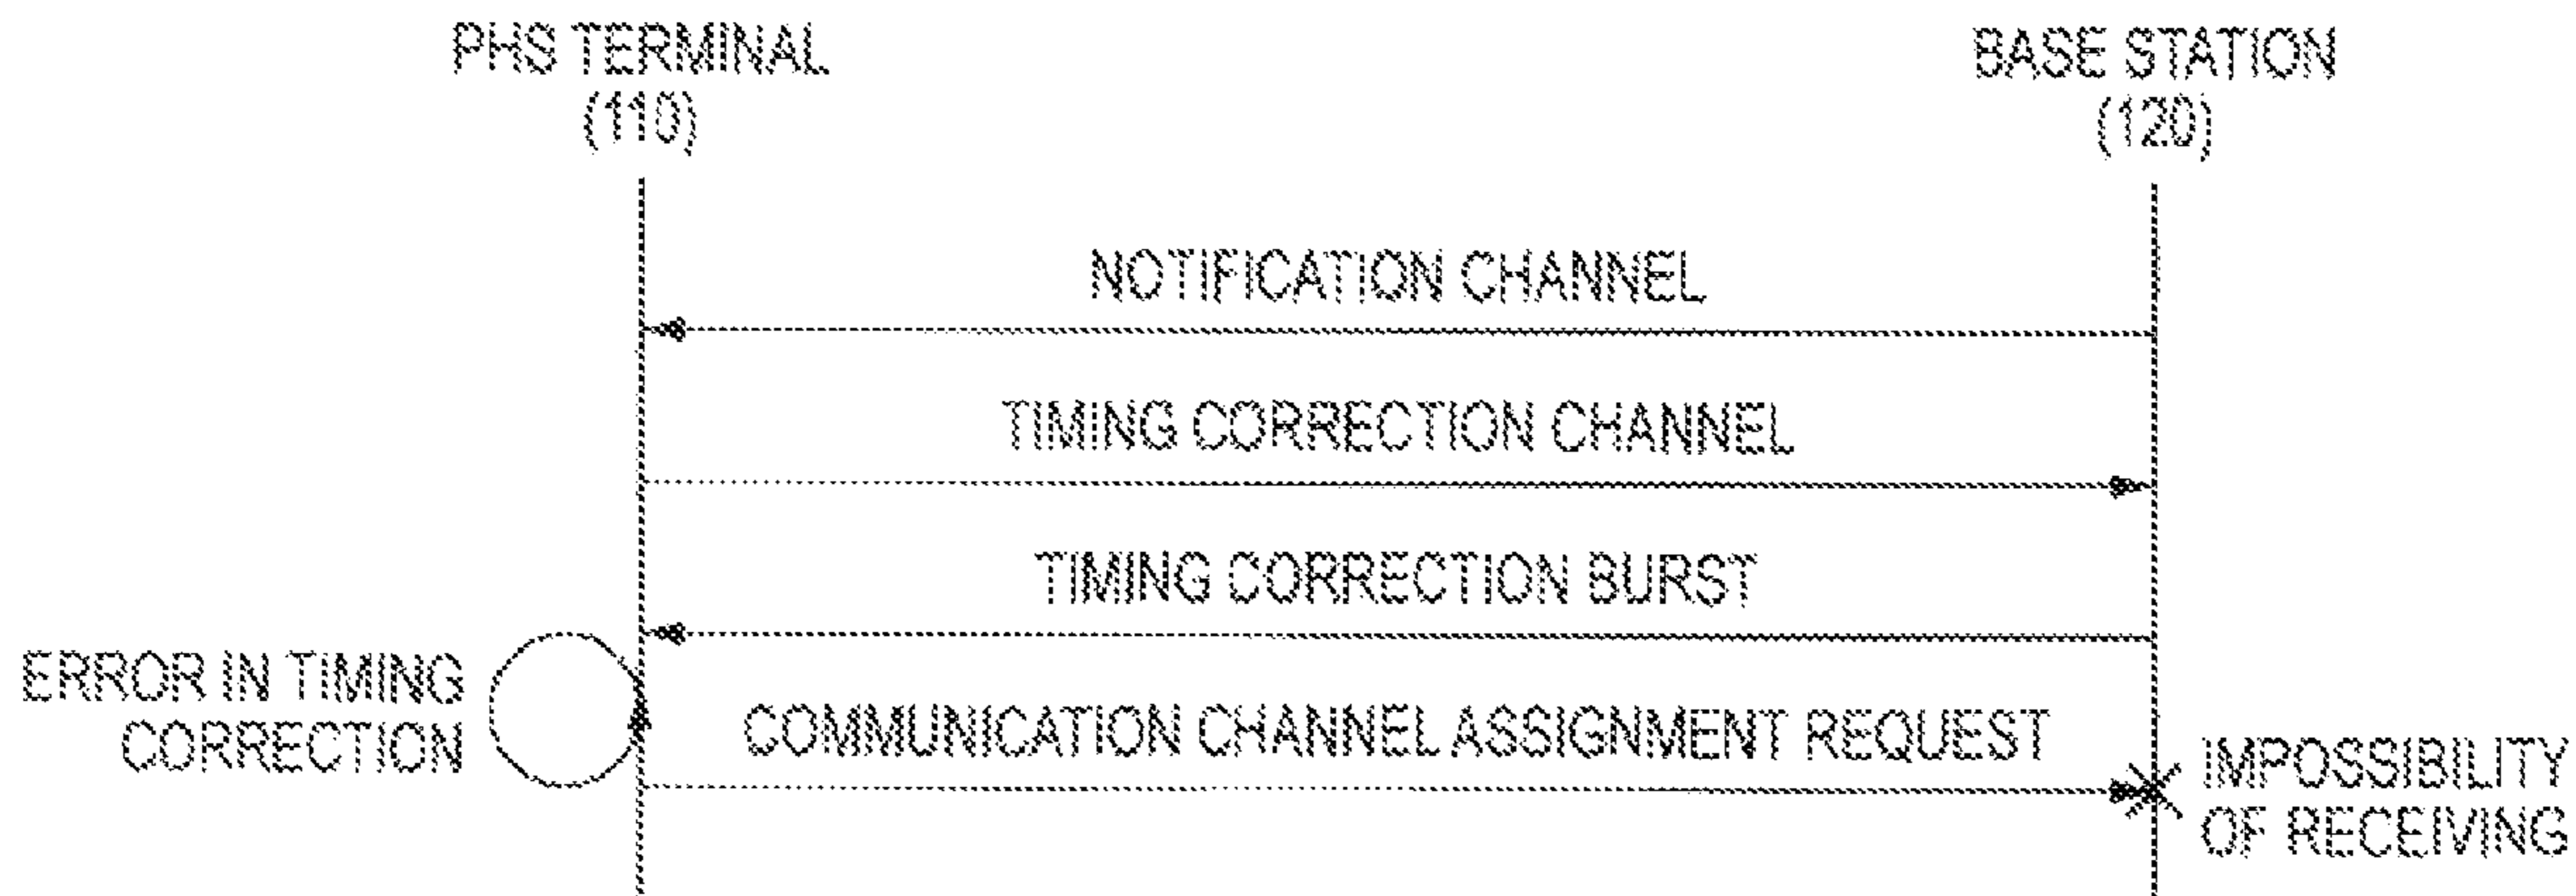 PHS TERMINAL
(110)
BASE STATION
(120)
NOTIFICATION CHANNEL
TIMING CORRECTION CHANNEL
TIMING CORRECTION BURST
ERROR IN TIMING
CORRECTION
COMMUNICATION CHANNEL ASSIGNMENT REQUEST
IMPOSSIBILITY
OF RECEIVING